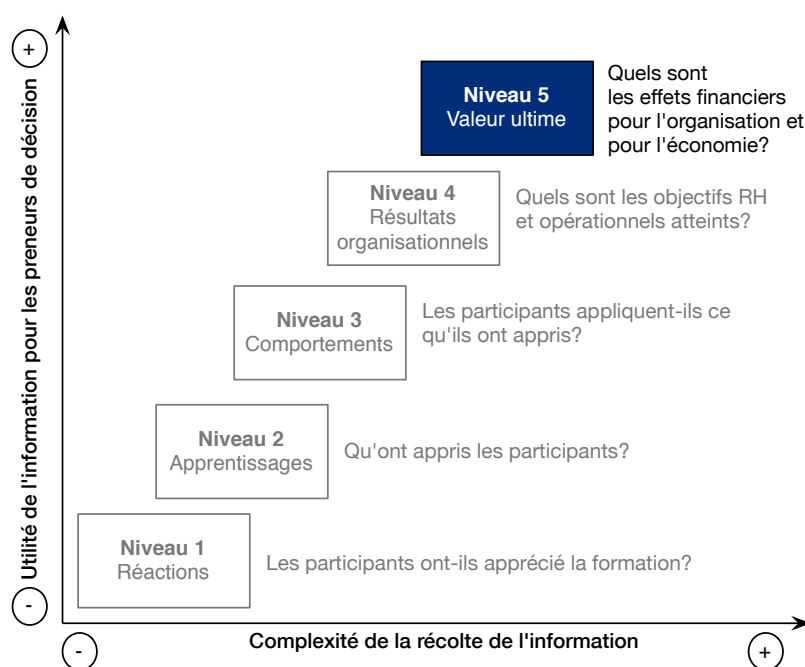 +
Utilité de l'information pour les preneurs de décision
-
Niveau 5
Valeur ultime
Quels sont
les effets financiers
pour l'organisation et
pour l'économie?
Niveau 4
Résultats
organisationnels
Quels sont les objectifs RH
et opérationnels atteints?
Niveau 3
Comportements
Les participants appliquent-ils ce
qu'ils ont appris?
Niveau 2
Apprentissages
Qu'ont appris les participants?
Niveau 1
Réactions
Les participants ont-ils apprécié la formation?
-
Complexité de la récolte de l'information
+